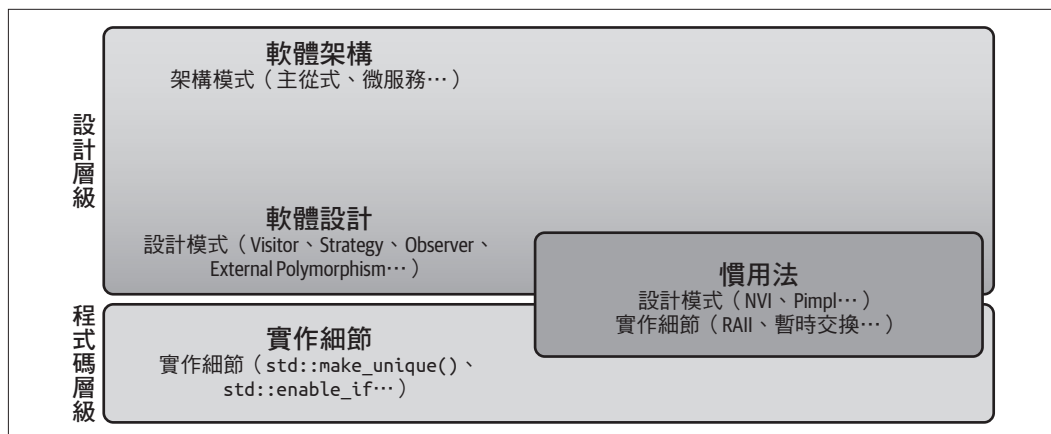 設計層級
軟體架構
架構模式（主從式、微服務…）
軟體設計
設計模式（Visitor、Strategy、Observer、
External Polymorphism…）
慣用法
設計模式（NVI、Pimpl…）
實作細節（RAII、暫時交換…）
程式碼層級
實作細節
實作細節（std::make_unique()、
std::enable_if…）